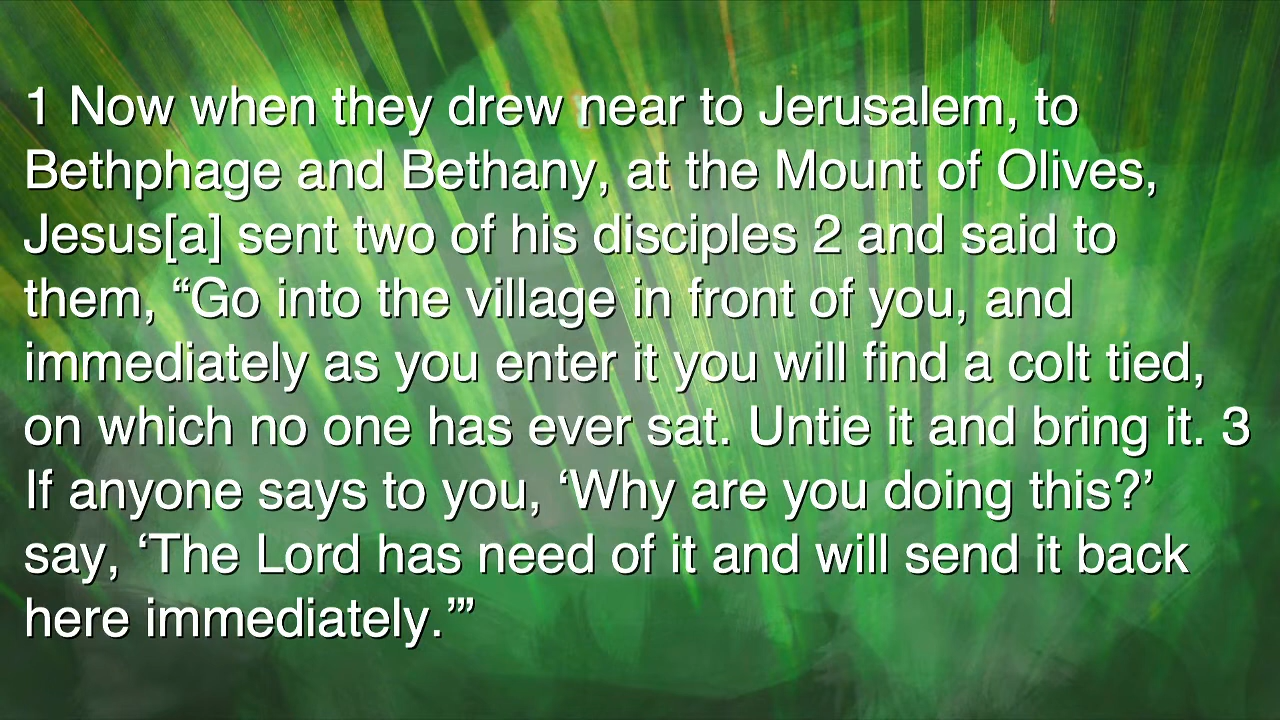 1 Now when they drew near to Jerusalem, to
Bethphage and Bethany, at the Mount of Olives,
Jesus[a] sent two of his disciples 2 and said to
them, “Go into the village in front of you, and
immediately as you enter it you will find a colt tied,
on which no one has ever sat. Untie it and bring it. 3
If anyone says to you, ‘Why are you doing this?’
say, ‘The Lord has need of it and will send it back
here immediately.’”